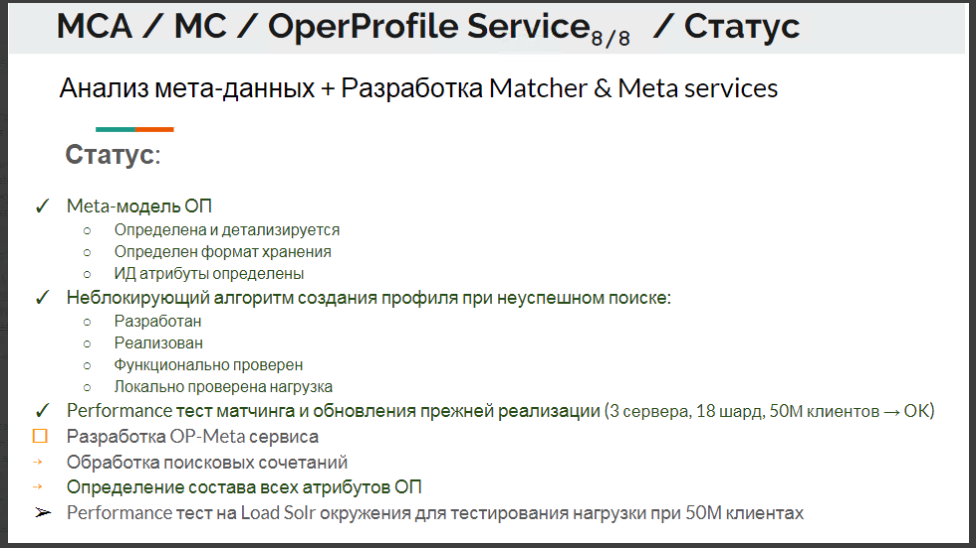 MCA / MC / OperProfile Service8/8 / Статус
Анализ мета-данных + Разработка Matcher & Meta services
Статус:
✓ Meta-модель ОП
○ Определена и детализируется
○ Определен формат хранения
○ ИД атрибуты определены
✓ Неблокирующий алгоритм создания профиля при неуспешном поиске:
○ Разработан
○ Реализован
○ Функционально проверен
○ Локально проверена нагрузка
✓ Performance тест матчинга и обновления прежней реализации (3 сервера, 18 шард, 50M клиентов → OK)
□ Разработка OP-Meta сервиса
→ Обработка поисковых сочетаний
→ Определение состава всех атрибутов ОП
➢ Performance тест на Load Solr окружения для тестирования нагрузки при 50M клиентах